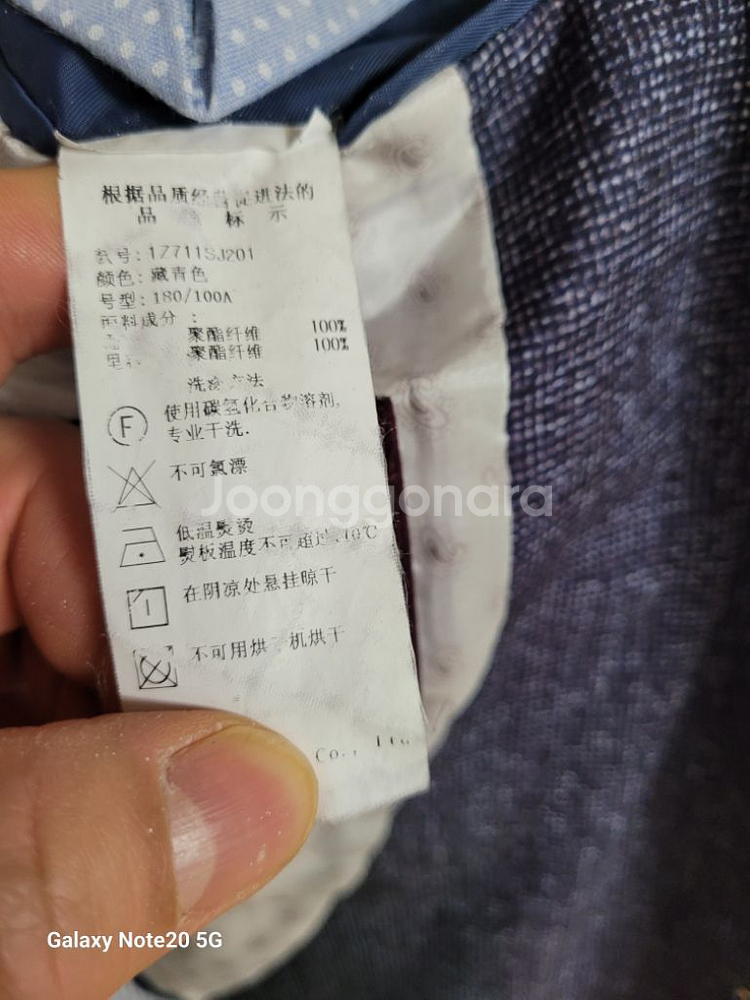 根据品质经营促进法的
品 标 示
款号: 1Z711SJ201
颜色: 藏青色
号型: 180/100A
面料成分 :
聚酯纤维 100%
聚酯纤维 100%
洗涤方法
F 使用碳氢化合物溶剂,
专业干洗.
不可氯漂
低温熨烫
熨板温度不可超过110℃
在阴凉处悬挂晾干
不可用烘干机烘干
Co., Ltd.
Joonggonara
Galaxy Note20 5G